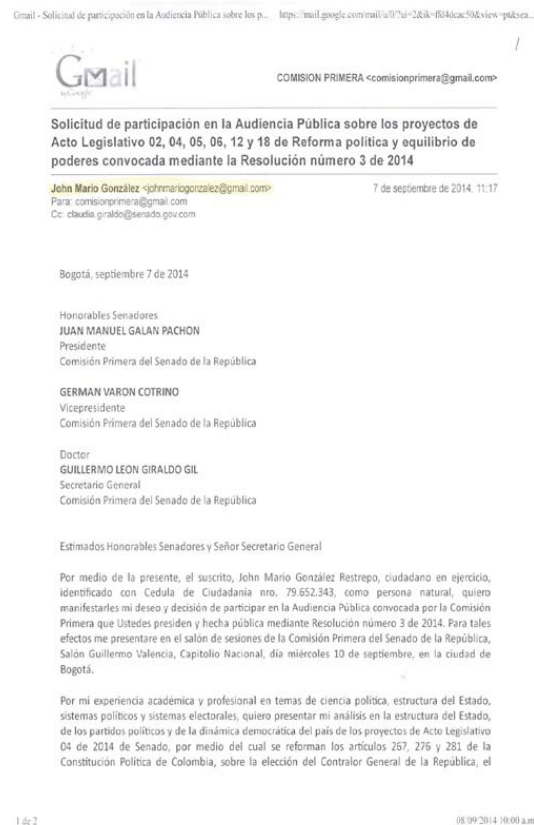 Gmail - Solicitud de participación en la Audiencia Pública sobre los p... https://mail.google.com/mail/u/0/?ui=2&ik=ffd4dcac50&view=pt&sea...
Gmail
by Google
COMISION PRIMERA <comisionprimera@gmail.com>
Solicitud de participación en la Audiencia Pública sobre los proyectos de
Acto Legislativo 02, 04, 05, 06, 12 y 18 de Reforma política y equilibrio de
poderes convocada mediante la Resolución número 3 de 2014
John Mario González <johnmariogonzalez@gmail.com> 7 de septiembre de 2014, 11:17
Para: comisionprimera@gmail.com
Cc: claudia.giraldo@senado.gov.com
Bogotá, septiembre 7 de 2014
Honorables Senadores
JUAN MANUEL GALAN PACHON
Presidente
Comisión Primera del Senado de la República
GERMAN VARON COTRINO
Vicepresidente
Comisión Primera del Senado de la República
Doctor
GUILLERMO LEON GIRALDO GIL
Secretario General
Comisión Primera del Senado de la República
Estimados Honorables Senadores y Señor Secretario General
Por medio de la presente, el suscrito, John Mario González Restrepo, ciudadano en ejercicio,
identificado con Cedula de Ciudadanía nro. 79.652.343, como persona natural, quiero
manifestarles mi deseo y decisión de participar en la Audiencia Pública convocada por la Comisión
Primera que Ustedes presiden y hecha pública mediante Resolución número 3 de 2014. Para tales
efectos me presentare en el salón de sesiones de la Comisión Primera del Senado de la República,
Salón Guillermo Valencia, Capitolio Nacional, día miércoles 10 de septiembre, en la ciudad de
Bogotá.
Por mi experiencia académica y profesional en temas de ciencia política, estructura del Estado,
sistemas políticos y sistemas electorales, quiero presentar mi análisis en la estructura del Estado,
de los partidos políticos y de la dinámica democrática del país de los proyectos de Acto Legislativo
04 de 2014 de Senado, por medio del cual se reforman los artículos 267, 276 y 281 de la
Constitución Política de Colombia, sobre la elección del Contralor General de la República, el
1 de 2 08/09/2014 10:00 a.m